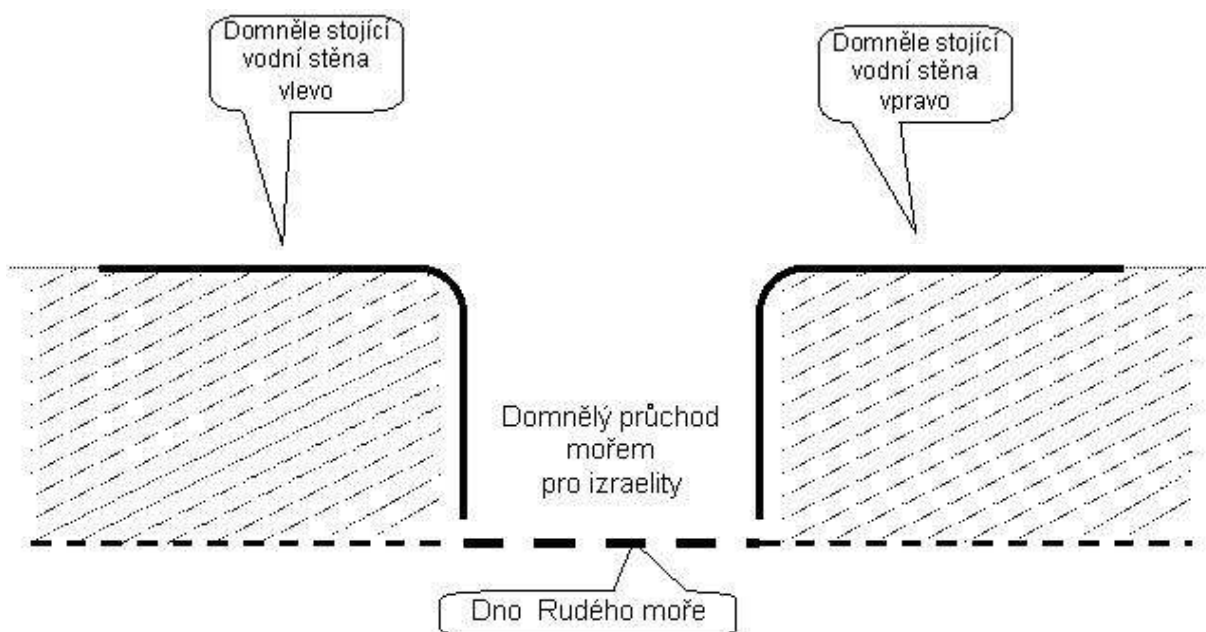 Domněle stojící
vodní stěna
vlevo
Domněle stojící
vodní stěna
vpravo
Domnělý průchod
mořem
pro izraelity
Dno Rudého moře